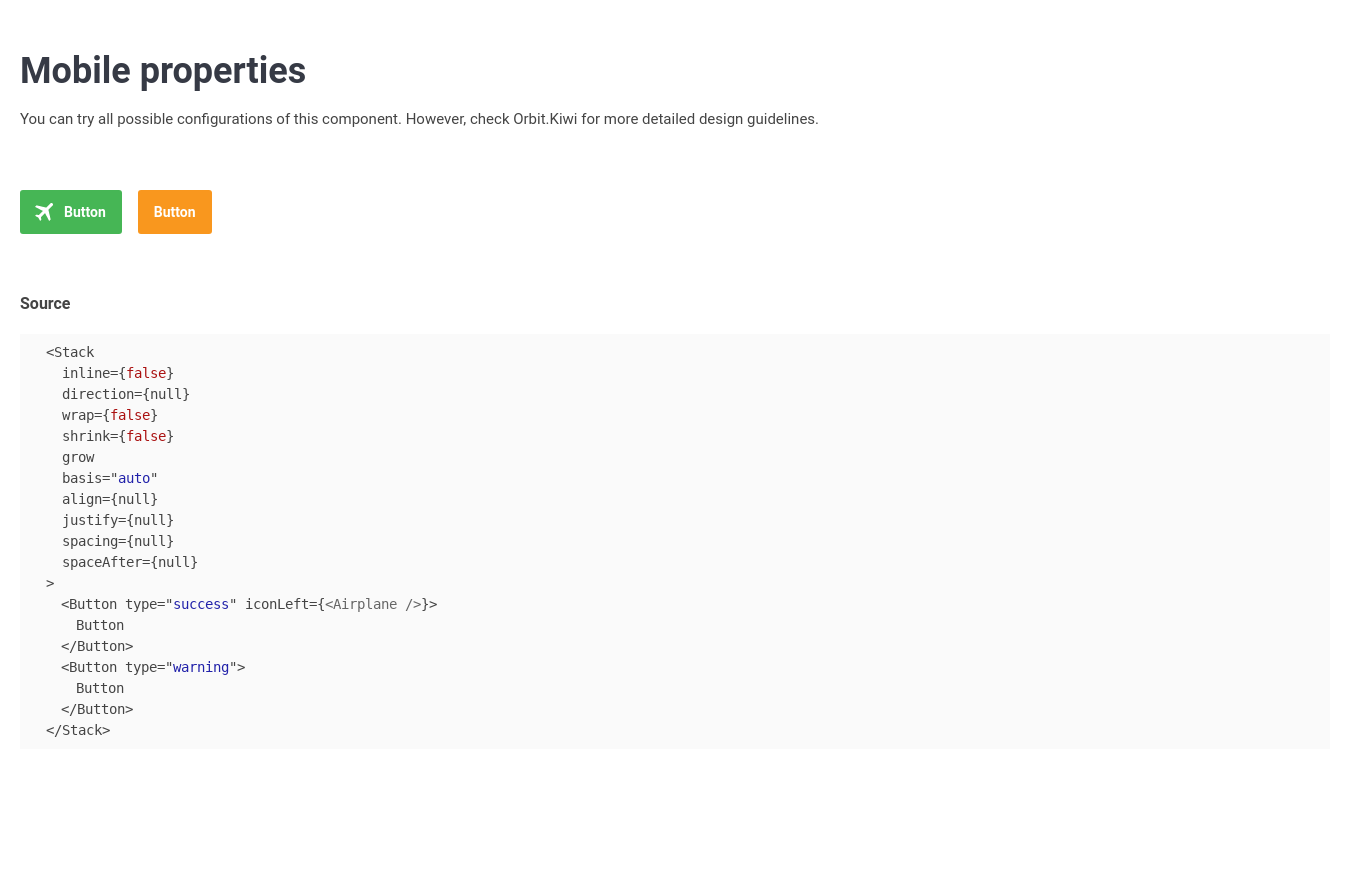 Mobile properties
You can try all possible configurations of this component. However, check Orbit.Kiwi for more detailed design guidelines.
Button Button
Source
<Stack
  inline={false}
  direction={null}
  wrap={false}
  shrink={false}
  grow
  basis="auto"
  align={null}
  justify={null}
  spacing={null}
  spaceAfter={null}
>
  <Button type="success" iconLeft={<Airplane />}>
    Button
  </Button>
  <Button type="warning">
    Button
  </Button>
</Stack>